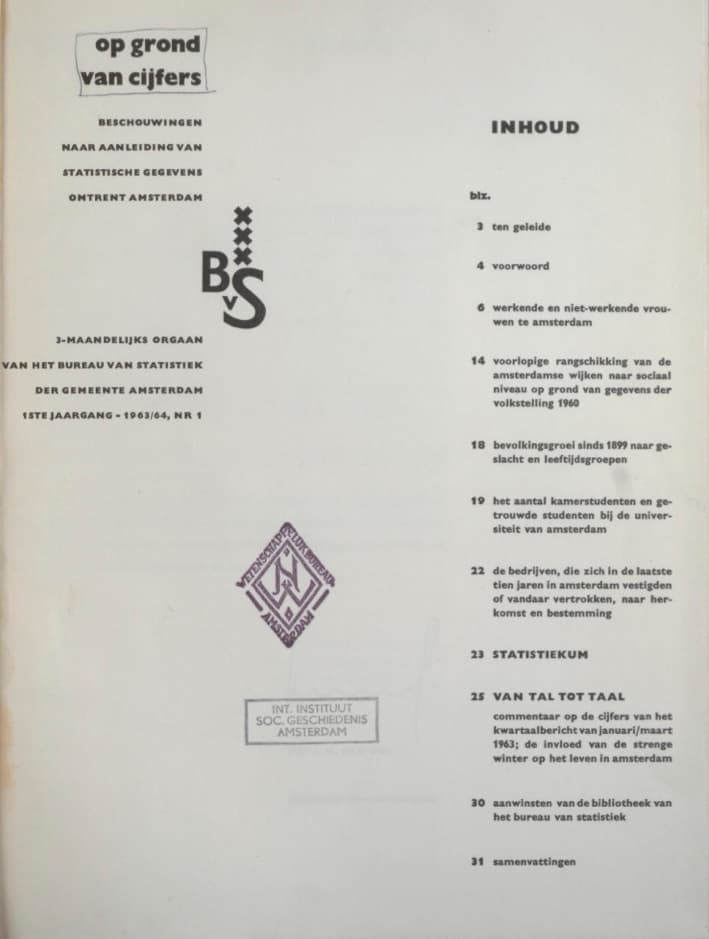 op grond
van cijfers
BESCHOUWINGEN
NAAR AANLEIDING VAN
STATISTISCHE GEGEVENS
OMTRENT AMSTERDAM
BvS
3-MAANDELIJKS ORGAAN
VAN HET BUREAU VAN STATISTIEK
DER GEMEENTE AMSTERDAM
1STE JAARGANG - 1963/64, NR 1
WETENSCHAPPELIJK BUREAU
AMSTERDAM
INT. INSTITUUT
SOC. GESCHIEDENIS
AMSTERDAM
INHOUD
blz.
3 ten geleide
4 voorwoord
6 werkende en niet-werkende vrou-
wen te amsterdam
14 voorlopige rangschikking van de
amsterdamse wijken naar sociaal
niveau op grond van gegevens der
volkstelling 1960
18 bevolkingsgroei sinds 1899 naar ge-
slacht en leeftijdsgroepen
19 het aantal kamerstudenten en ge-
trouwde studenten bij de univer-
siteit van amsterdam
22 de bedrijven, die zich in de laatste
tien jaren in amsterdam vestigden
of vandaar vertrokken, naar her-
komst en bestemming
23 STATISTIEKUM
25 VAN TAL TOT TAAL
commentaar op de cijfers van het
kwartaalbericht van januari/maart
1963; de invloed van de strenge
winter op het leven in amsterdam
30 aanwinsten van de bibliotheek van
het bureau van statistiek
31 samenvattingen